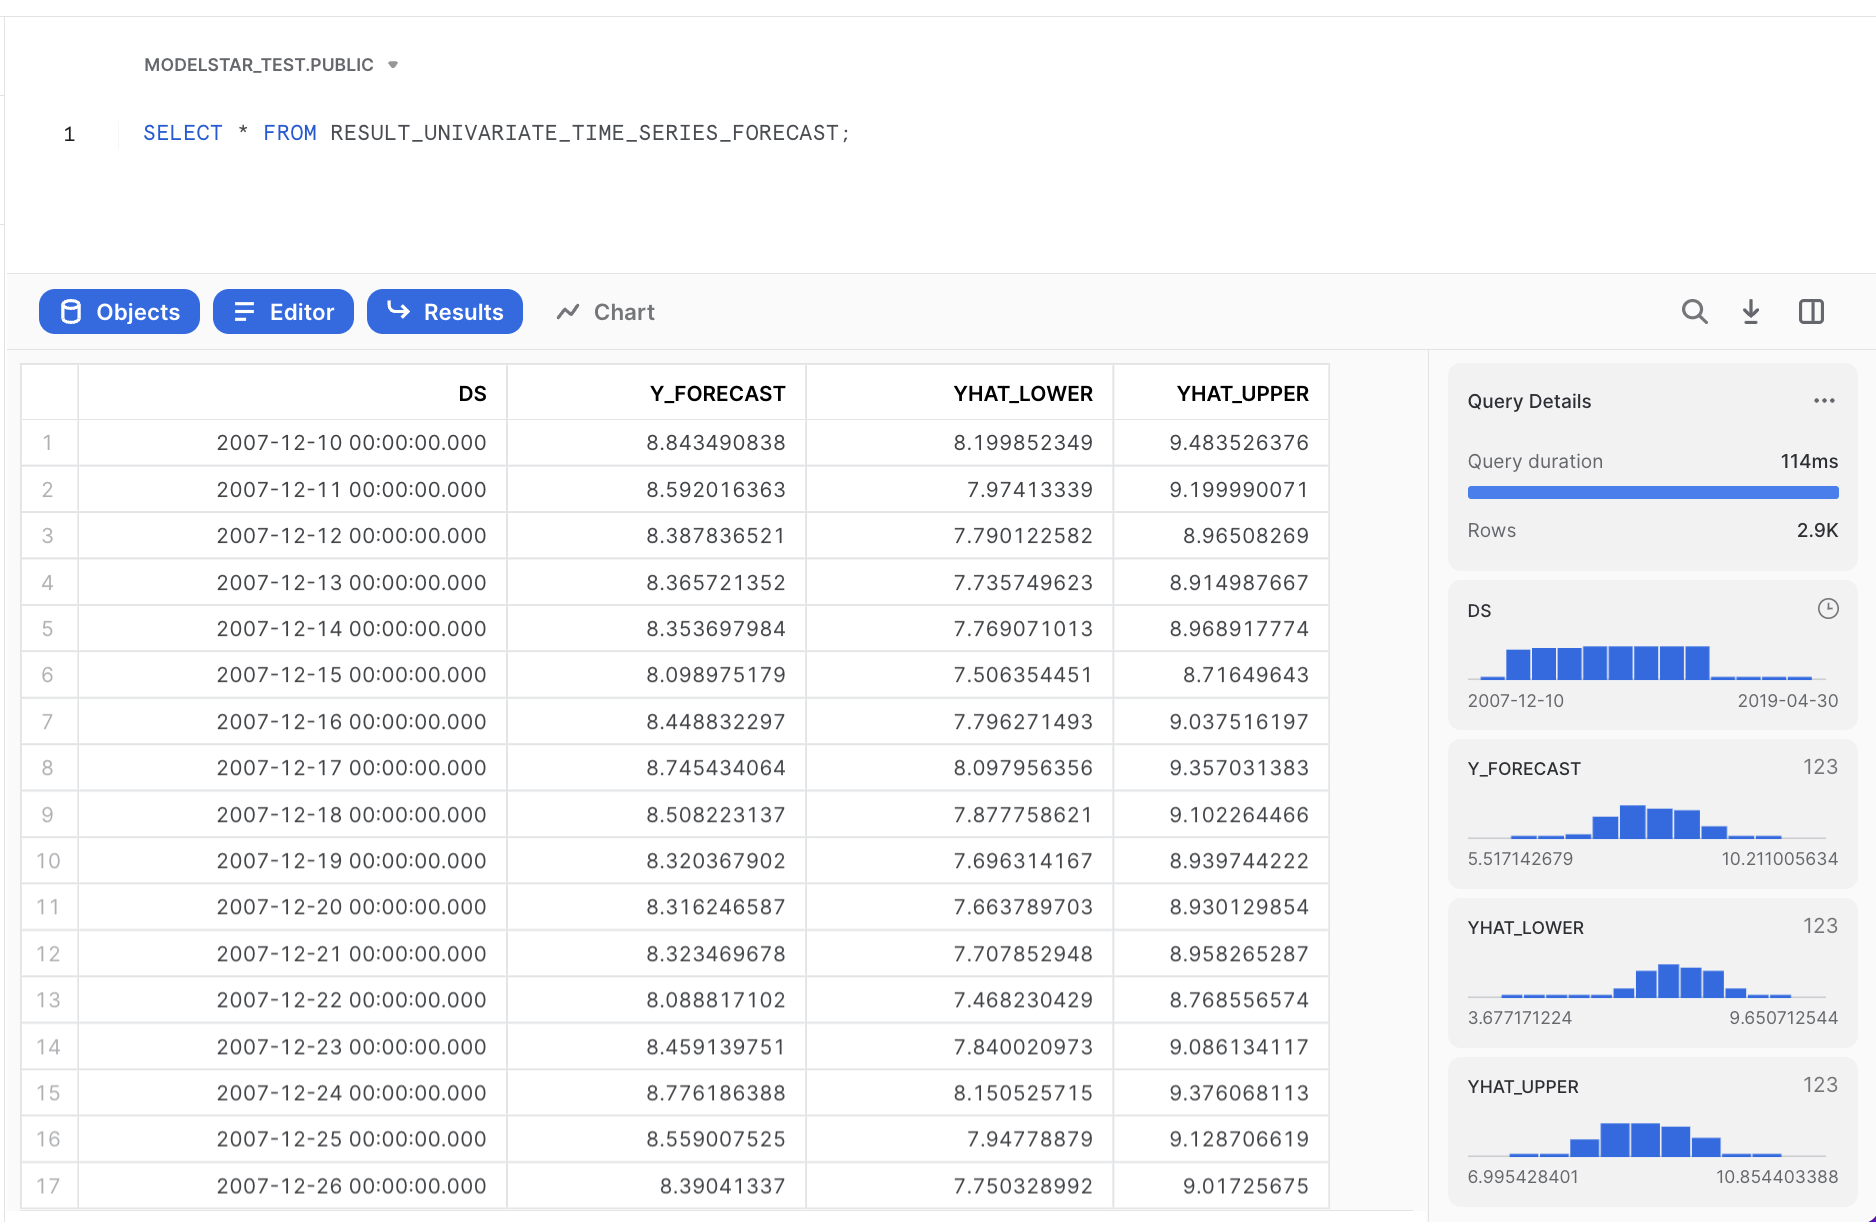 MODELSTAR_TEST.PUBLIC
1 SELECT * FROM RESULT_UNIVARIATE_TIME_SERIES_FORECAST;
Objects Editor Results Chart
DS Y_FORECAST YHAT_LOWER YHAT_UPPER
1 2007-12-10 00:00:00.000 8.843490838 8.199852349 9.483526376
2 2007-12-11 00:00:00.000 8.592016363 7.97413339 9.199990071
3 2007-12-12 00:00:00.000 8.387836521 7.790122582 8.96508269
4 2007-12-13 00:00:00.000 8.365721352 7.735749623 8.914987667
5 2007-12-14 00:00:00.000 8.353697984 7.769071013 8.968917774
6 2007-12-15 00:00:00.000 8.098975179 7.506354451 8.71649643
7 2007-12-16 00:00:00.000 8.448832297 7.796271493 9.037516197
8 2007-12-17 00:00:00.000 8.745434064 8.097956356 9.357031383
9 2007-12-18 00:00:00.000 8.508223137 7.877758621 9.102264466
10 2007-12-19 00:00:00.000 8.320367902 7.696314167 8.939744222
11 2007-12-20 00:00:00.000 8.316246587 7.663789703 8.930129854
12 2007-12-21 00:00:00.000 8.323469678 7.707852948 8.958265287
13 2007-12-22 00:00:00.000 8.088817102 7.468230429 8.768556574
14 2007-12-23 00:00:00.000 8.459139751 7.840020973 9.086134117
15 2007-12-24 00:00:00.000 8.776186388 8.150525715 9.376068113
16 2007-12-25 00:00:00.000 8.559007525 7.94778879 9.128706619
17 2007-12-26 00:00:00.000 8.39041337 7.750328992 9.01725675
Query Details
Query duration 114ms
Rows 2.9K
DS
2007-12-10 2019-04-30
Y_FORECAST 123
5.517142679 10.211005634
YHAT_LOWER 123
3.677171224 9.650712544
YHAT_UPPER 123
6.995428401 10.854403388